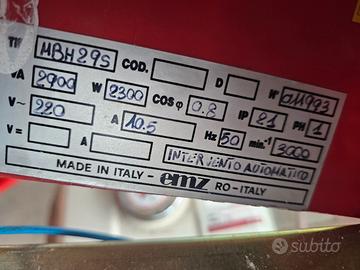 TIPO MBH29S COD. D N° 011993
VA 2900 W 2300 COS φ 0.8 IP 21 PH 1
V~ 220 A 10.5 Hz 50 min.⁻¹ 3000
V= A A INTERVENTO AUTOMATICO
MADE IN ITALY - emz RO-ITALY
subito